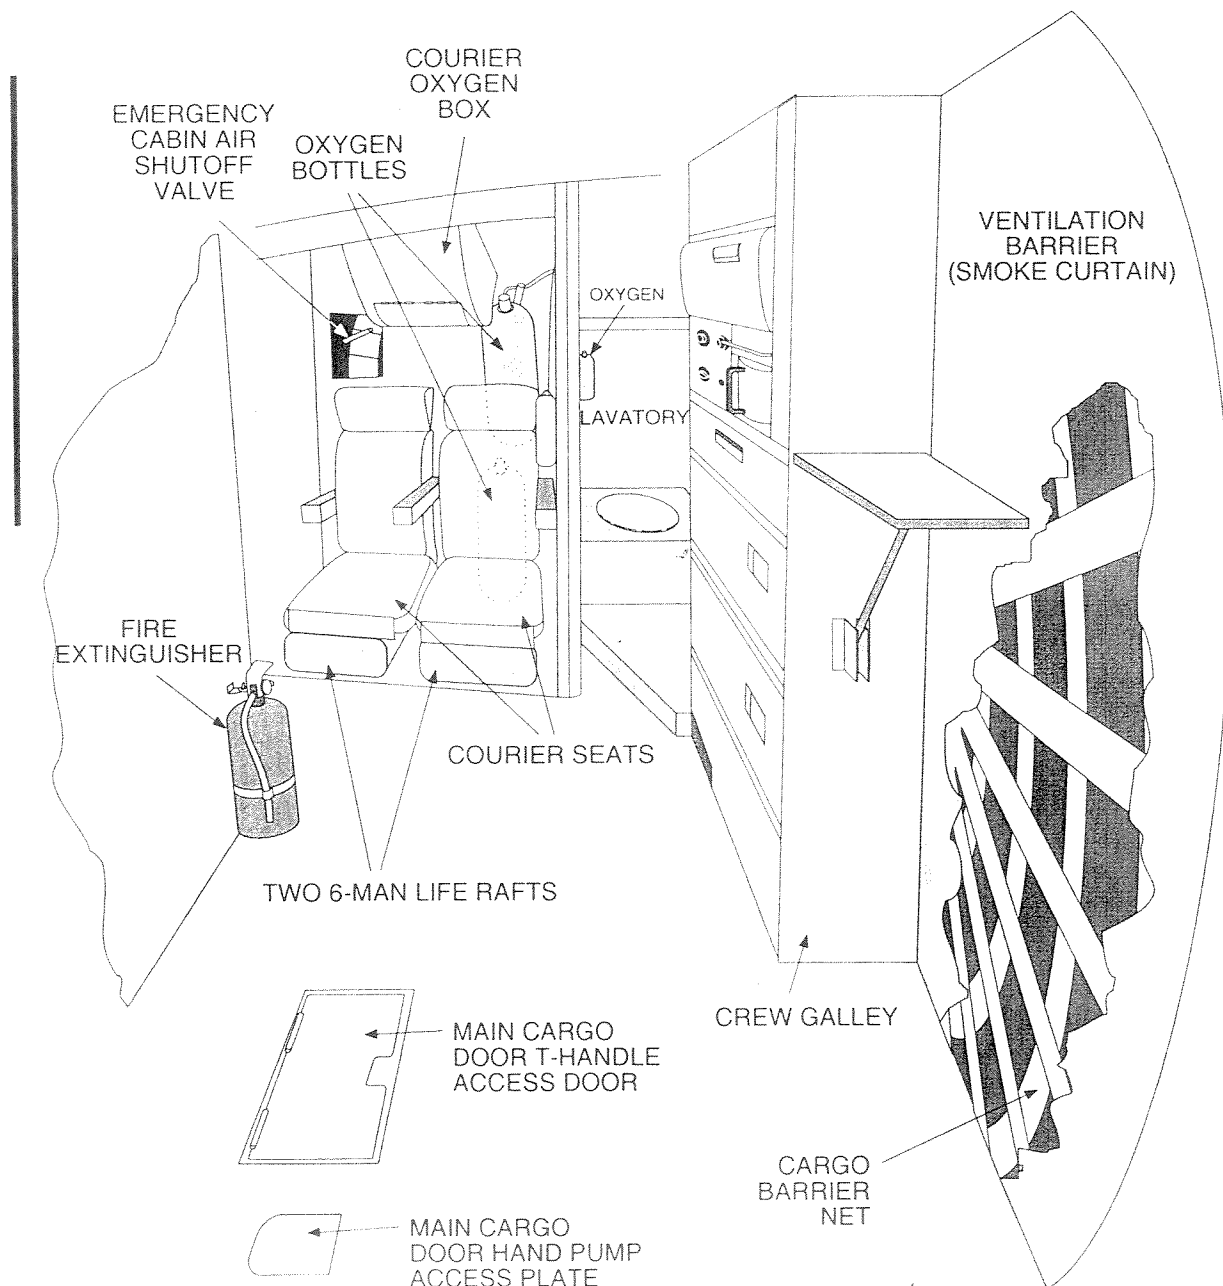 COURIER
OXYGEN
BOX
EMERGENCY
CABIN AIR
SHUTOFF
VALVE
OXYGEN
BOTTLES
VENTILATION
BARRIER
(SMOKE CURTAIN)
OXYGEN
LAVATORY
FIRE
EXTINGUISHER
COURIER SEATS
TWO 6-MAN LIFE RAFTS
CREW GALLEY
MAIN CARGO
DOOR T-HANDLE
ACCESS DOOR
CARGO
BARRIER
NET
MAIN CARGO
DOOR HAND PUMP
ACCESS PLATE